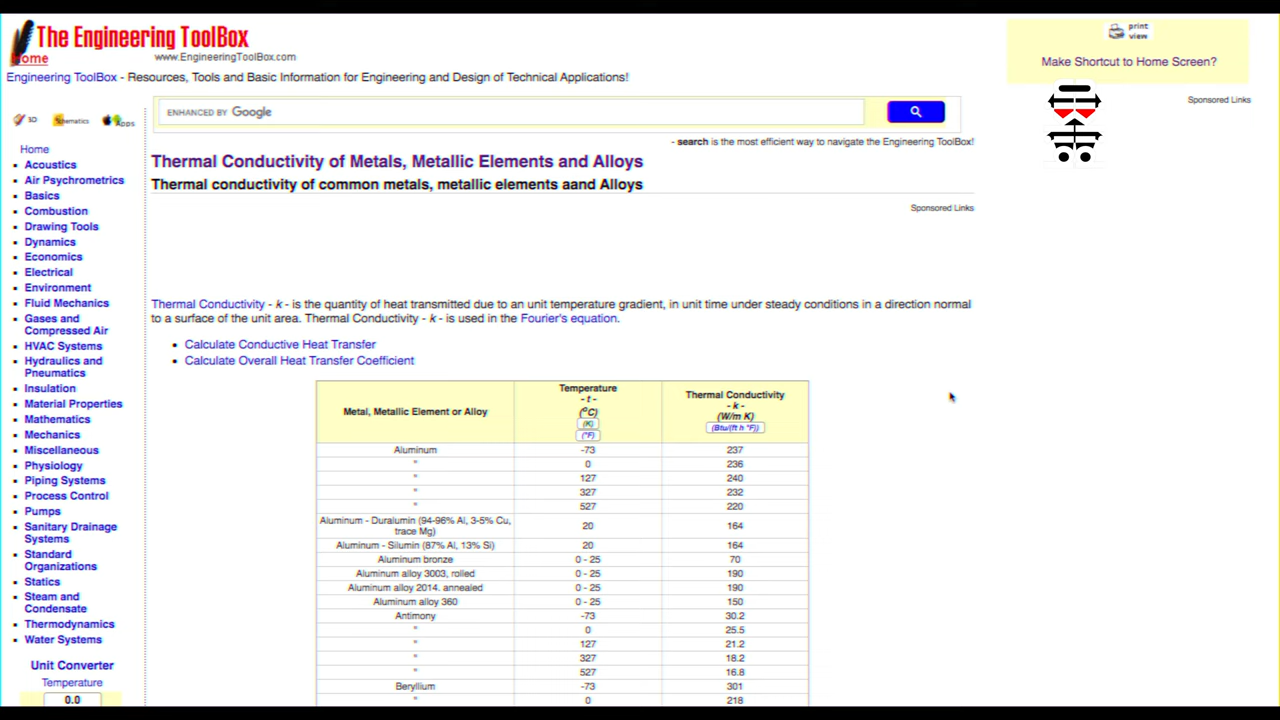 The Engineering ToolBox
Home
www.EngineeringToolBox.com
Engineering ToolBox - Resources, Tools and Basic Information for Engineering and Design of Technical Applications!
print view
Make Shortcut to Home Screen?
Sponsored Links
ENHANCED BY Google
- search is the most efficient way to navigate the Engineering ToolBox!
Home
Acoustics
Air Psychrometrics
Basics
Combustion
Drawing Tools
Dynamics
Economics
Electrical
Environment
Fluid Mechanics
Gases and
Compressed Air
HVAC Systems
Hydraulics and
Pneumatics
Insulation
Material Properties
Mathematics
Mechanics
Miscellaneous
Physiology
Piping Systems
Process Control
Pumps
Sanitary Drainage
Systems
Standard
Organizations
Statics
Steam and
Condensate
Thermodynamics
Water Systems
Unit Converter
Temperature
0.0
Thermal Conductivity of Metals, Metallic Elements and Alloys
Thermal conductivity of common metals, metallic elements aand Alloys
Sponsored Links
Thermal Conductivity - k - is the quantity of heat transmitted due to an unit temperature gradient, in unit time under steady conditions in a direction normal
to a surface of the unit area. Thermal Conductivity - k - is used in the Fourier's equation.
Calculate Conductive Heat Transfer
Calculate Overall Heat Transfer Coefficient
Metal, Metallic Element or Alloy
Temperature
- t -
(°C)
(K)
(°F)
Thermal Conductivity
- k -
(W/m K)
(Btu/(ft h °F))
Aluminum -73 237
" 0 236
" 127 240
" 327 232
" 527 220
Aluminum - Duralumin (94-96% Al, 3-5% Cu,
trace Mg) 20 164
Aluminum - Silumin (87% Al, 13% Si) 20 164
Aluminum bronze 0 - 25 70
Aluminum alloy 3003, rolled 0 - 25 190
Aluminum alloy 2014. annealed 0 - 25 190
Aluminum alloy 360 0 - 25 150
Antimony -73 30.2
" 0 25.5
" 127 21.2
" 327 18.2
" 527 16.8
Beryllium -73 301
" 0 218